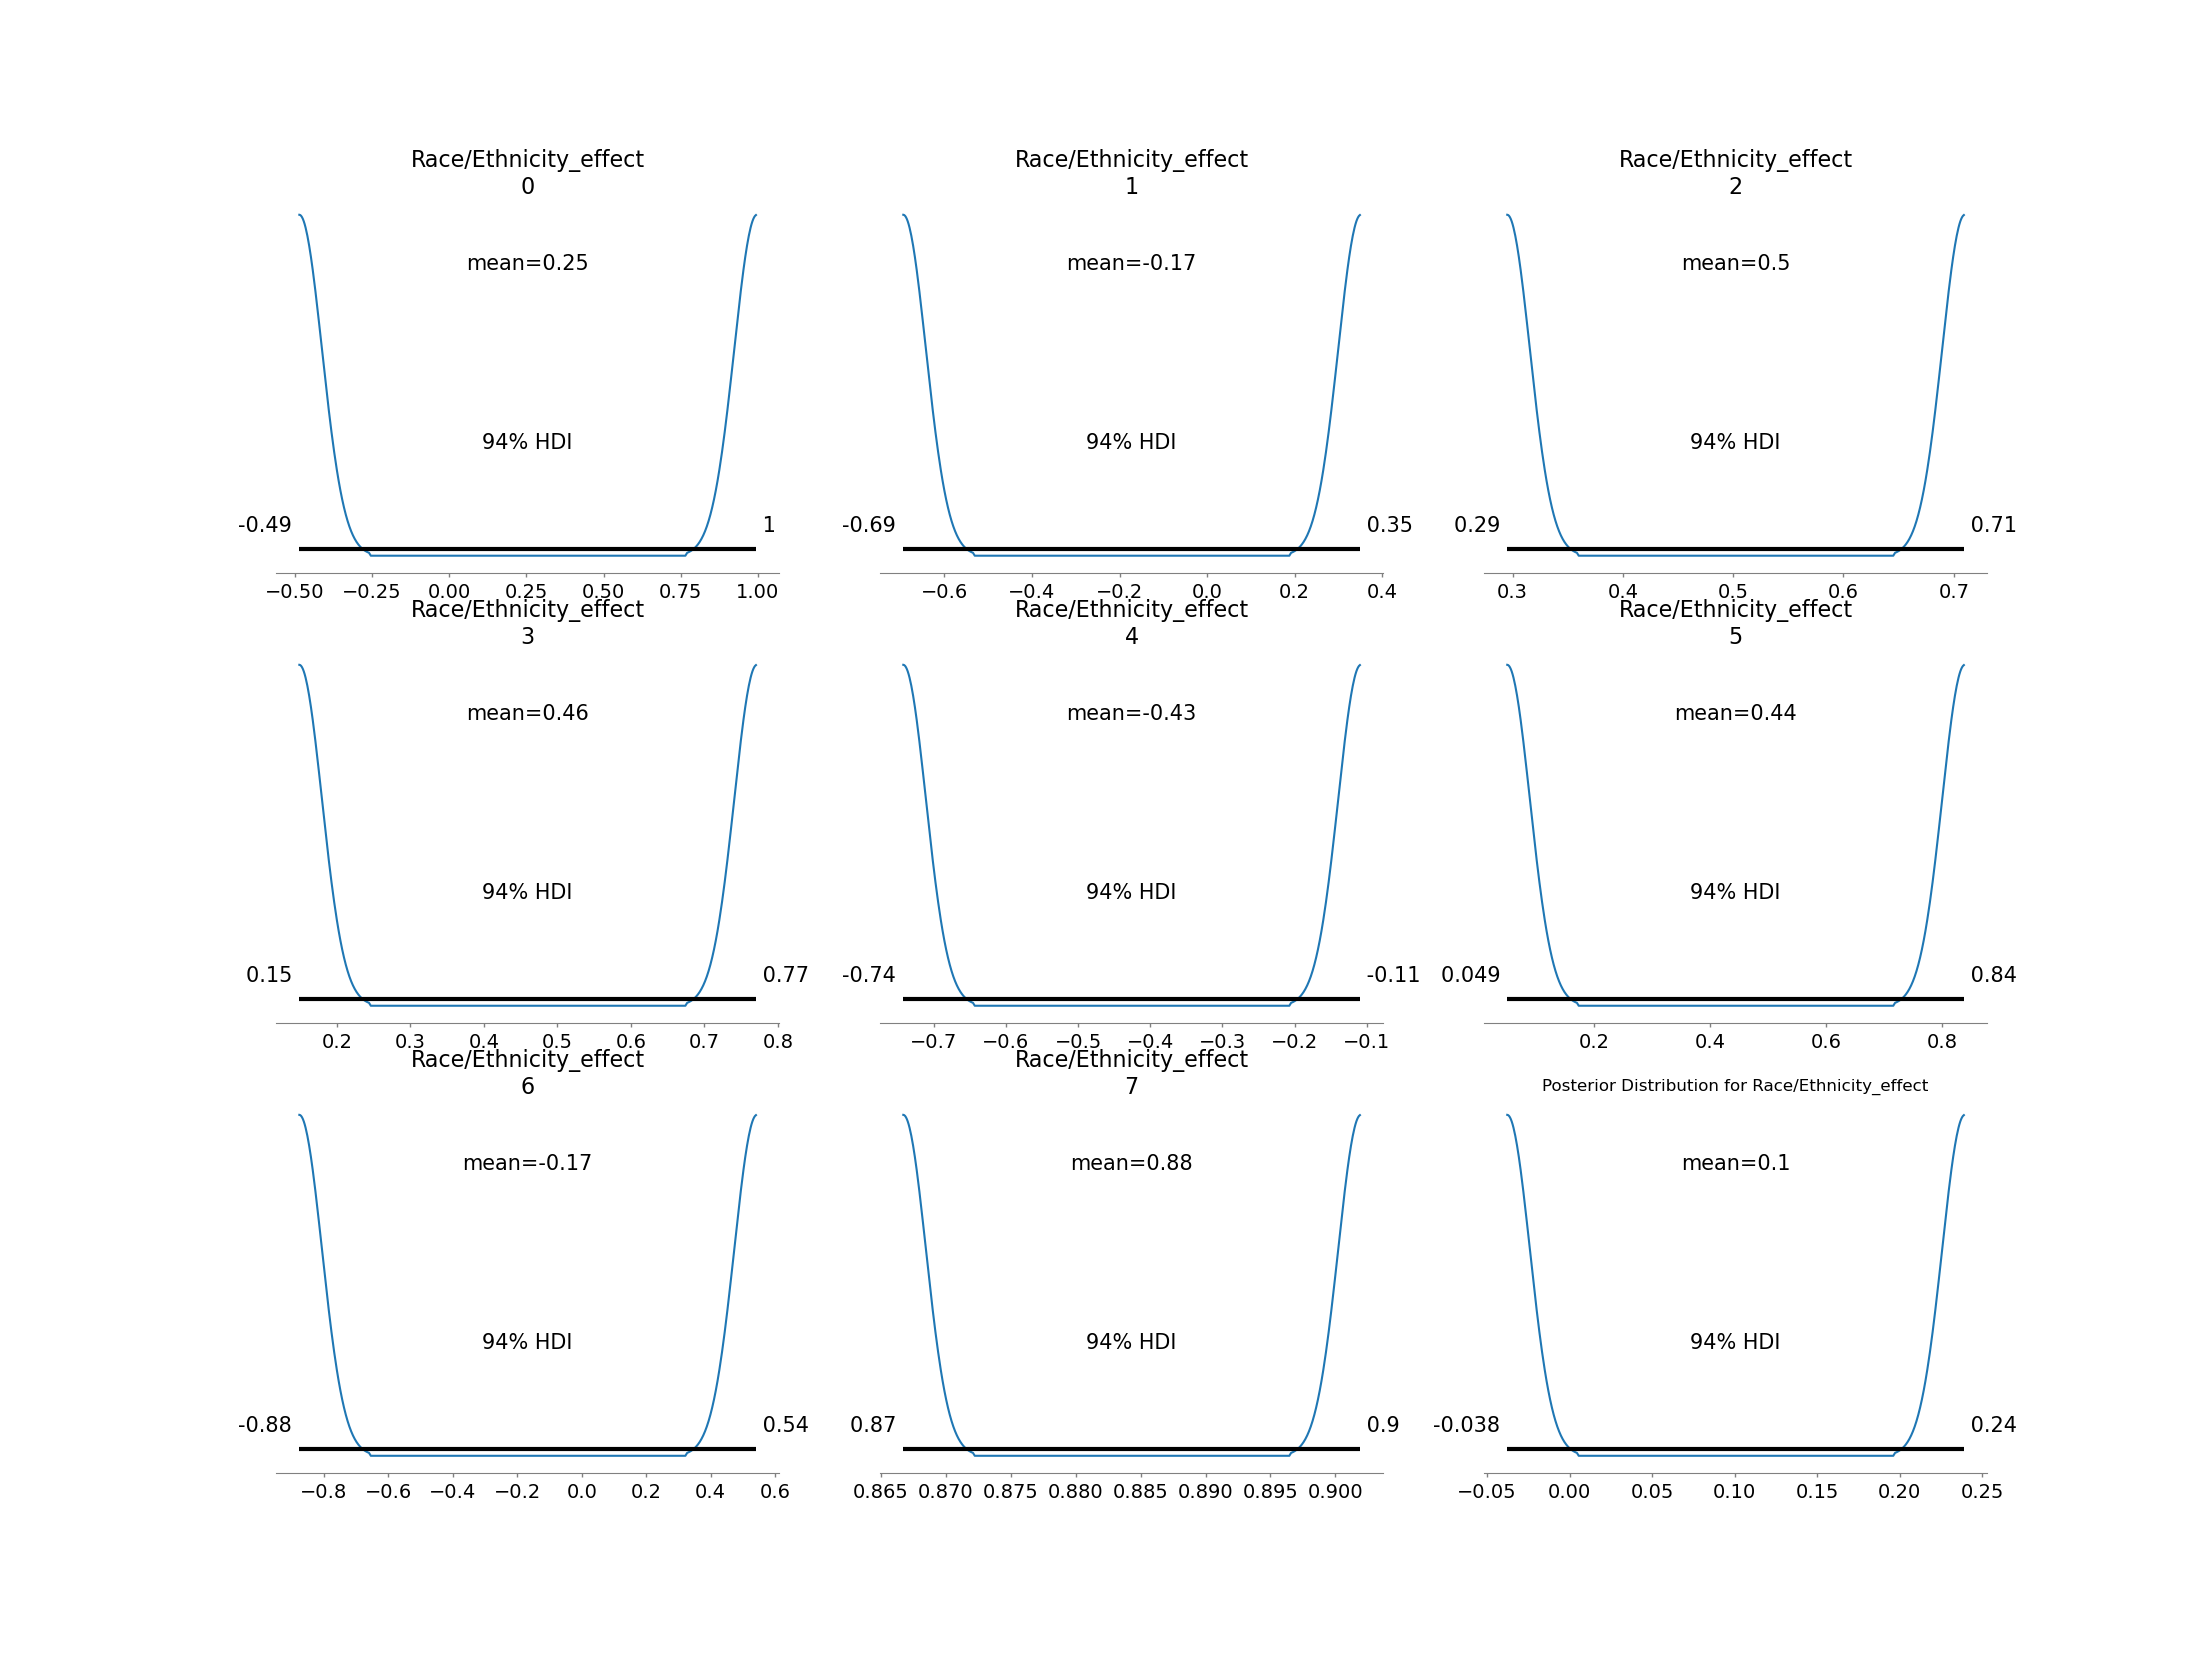 Race/Ethnicity_effect
0
Race/Ethnicity_effect
1
Race/Ethnicity_effect
2
mean=0.25
mean=-0.17
mean=0.5
94% HDI
94% HDI
94% HDI
-0.49
1
-0.69
0.35
0.29
0.71
−0.50 −0.25 0.00 0.25 0.50 0.75 1.00
−0.6 −0.4 −0.2 0.0 0.2 0.4
0.3 0.4 0.5 0.6 0.7
Race/Ethnicity_effect
3
Race/Ethnicity_effect
4
Race/Ethnicity_effect
5
mean=0.46
mean=-0.43
mean=0.44
94% HDI
94% HDI
94% HDI
0.15
0.77
-0.74
-0.11
0.049
0.84
0.2 0.3 0.4 0.5 0.6 0.7 0.8
−0.7 −0.6 −0.5 −0.4 −0.3 −0.2 −0.1
0.2 0.4 0.6 0.8
Race/Ethnicity_effect
6
Race/Ethnicity_effect
7
Posterior Distribution for Race/Ethnicity_effect
mean=-0.17
mean=0.88
mean=0.1
94% HDI
94% HDI
94% HDI
-0.88
0.54
0.87
0.9
-0.038
0.24
−0.8 −0.6 −0.4 −0.2 0.0 0.2 0.4 0.6
0.865 0.870 0.875 0.880 0.885 0.890 0.895 0.900
−0.05 0.00 0.05 0.10 0.15 0.20 0.25